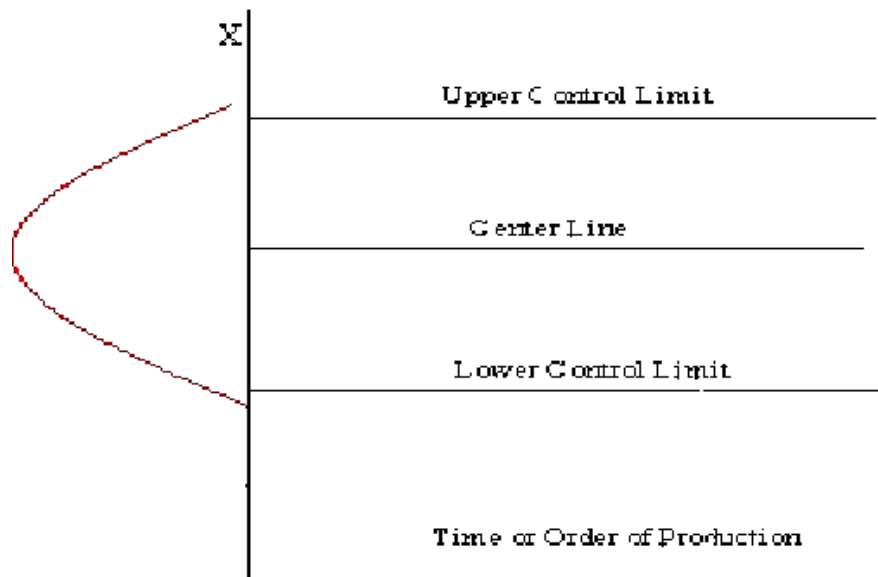 X
Upper Control Limit
Center Line
Lower Control Limit
Time or Order of Production